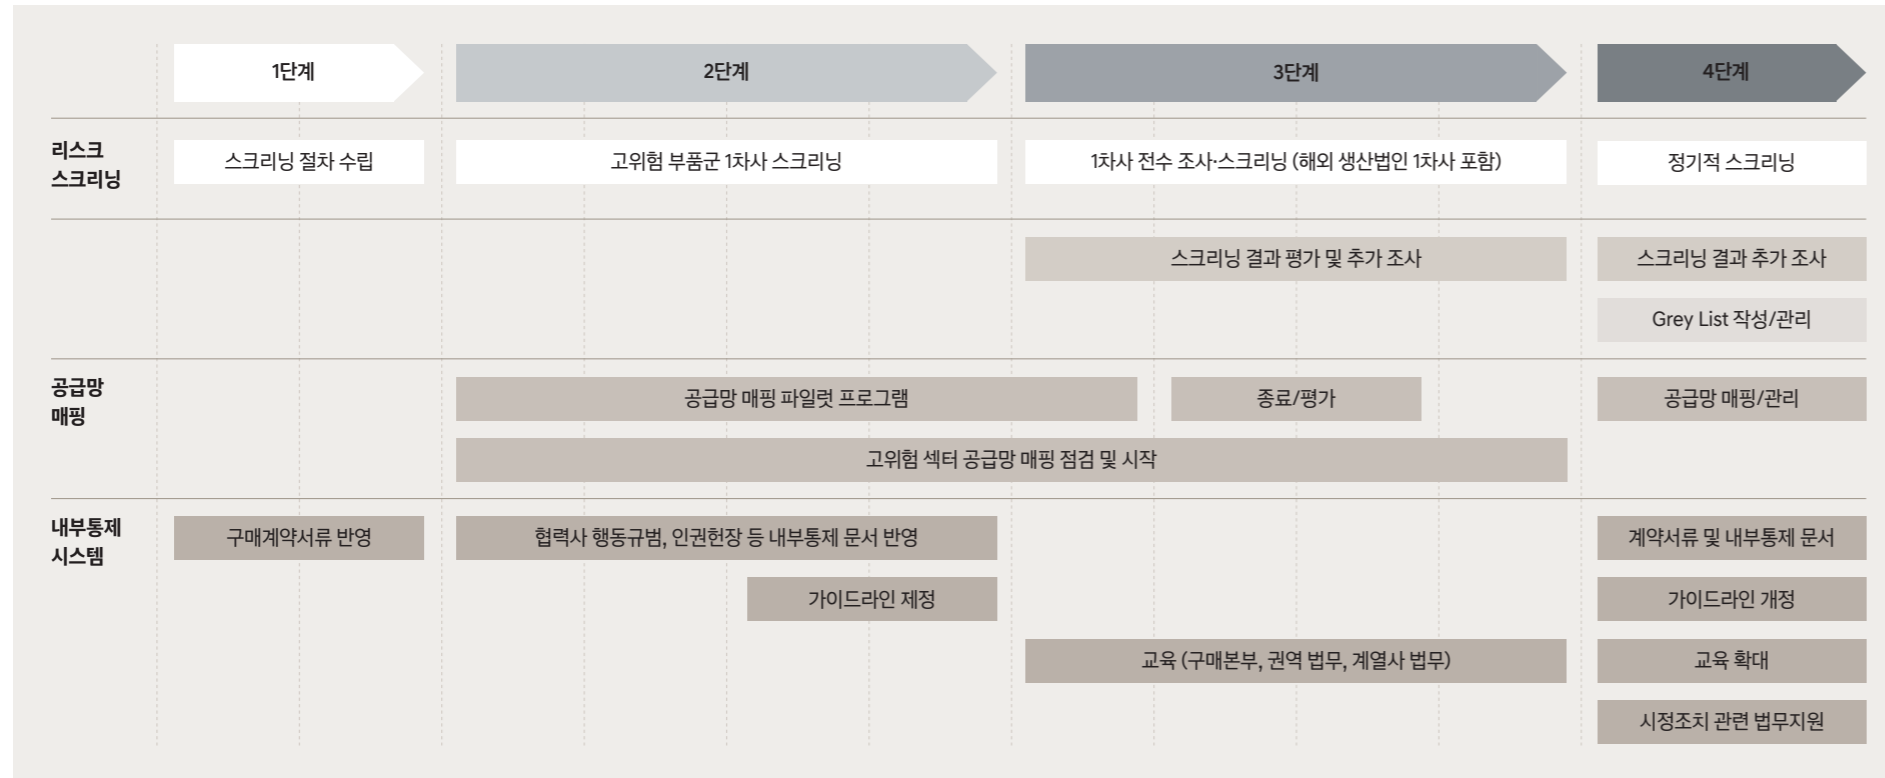 1단계
2단계
3단계
4단계
리스크
스크리닝
스크리닝 절차 수립
고위험 부품군 1차사 스크리닝
1차사 전수 조사·스크리닝 (해외 생산법인 1차사 포함)
정기적 스크리닝
스크리닝 결과 평가 및 추가 조사
스크리닝 결과 추가 조사
Grey List 작성/관리
공급망
매핑
공급망 매핑 파일럿 프로그램
종료/평가
공급망 매핑/관리
고위험 섹터 공급망 매핑 점검 및 시작
내부통제
시스템
구매계약서류 반영
협력사 행동규범, 인권헌장 등 내부통제 문서 반영
계약서류 및 내부통제 문서
가이드라인 제정
가이드라인 개정
교육 (구매본부, 권역 법무, 계열사 법무)
교육 확대
시정조치 관련 법무지원